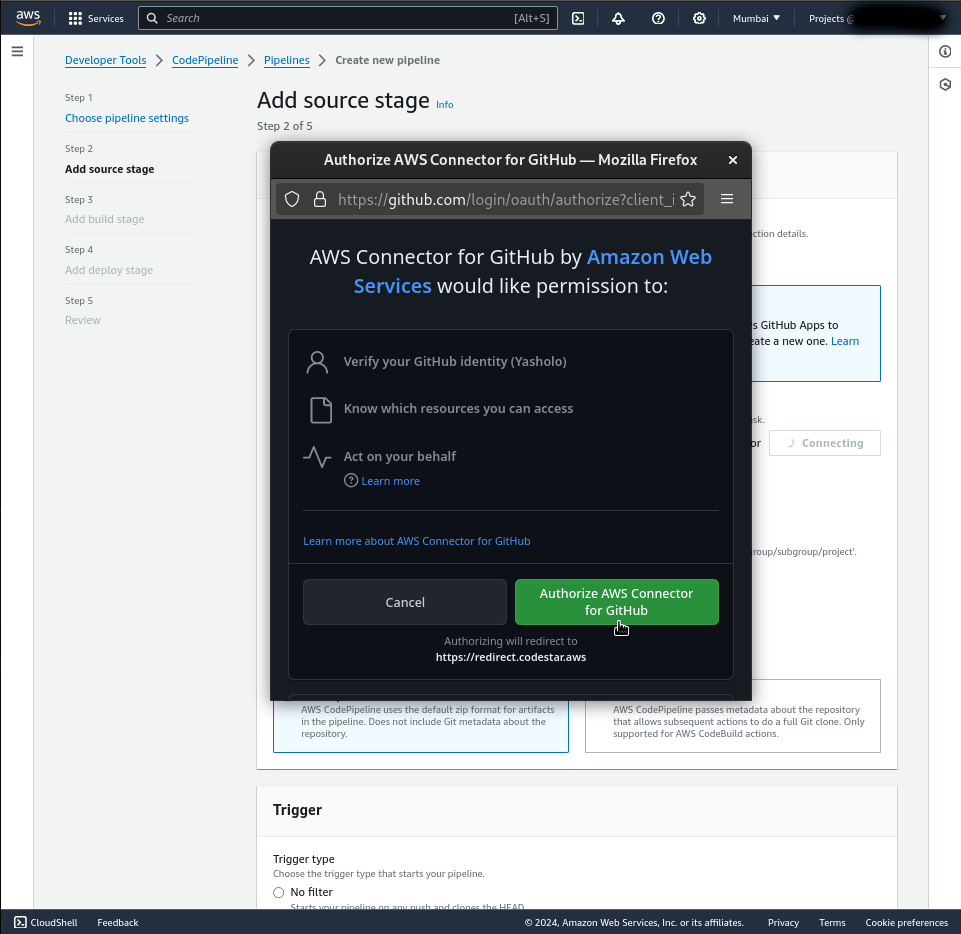 aws
Services
Search
[Alt+S]
Mumbai
Projects @
Developer Tools
CodePipeline
Pipelines
Create new pipeline
Step 1
Choose pipeline settings
Step 2
Add source stage
Step 3
Add build stage
Step 4
Add deploy stage
Step 5
Review
Add source stage Info
Step 2 of 5
Authorize AWS Connector for GitHub — Mozilla Firefox
https://github.com/login/oauth/authorize?client_i
AWS Connector for GitHub by Amazon Web
Services would like permission to:
Verify your GitHub identity (Yasholo)
Know which resources you can access
Act on your behalf
Learn more
Learn more about AWS Connector for GitHub
Cancel
Authorize AWS Connector
for GitHub
Authorizing will redirect to
https://redirect.codestar.aws
ction details.
s GitHub Apps to
eate a new one. Learn
sk.
or
Connecting
roup/subgroup/project'.
AWS CodePipeline uses the default zip format for artifacts
in the pipeline. Does not include Git metadata about the
repository.
AWS CodePipeline passes metadata about the repository
that allows subsequent actions to do a full Git clone. Only
supported for AWS CodeBuild actions.
Trigger
Trigger type
Choose the trigger type that starts your pipeline.
No filter
Starts your pipeline on any push and clones the HEAD.
CloudShell
Feedback
© 2024, Amazon Web Services, Inc. or its affiliates.
Privacy
Terms
Cookie preferences